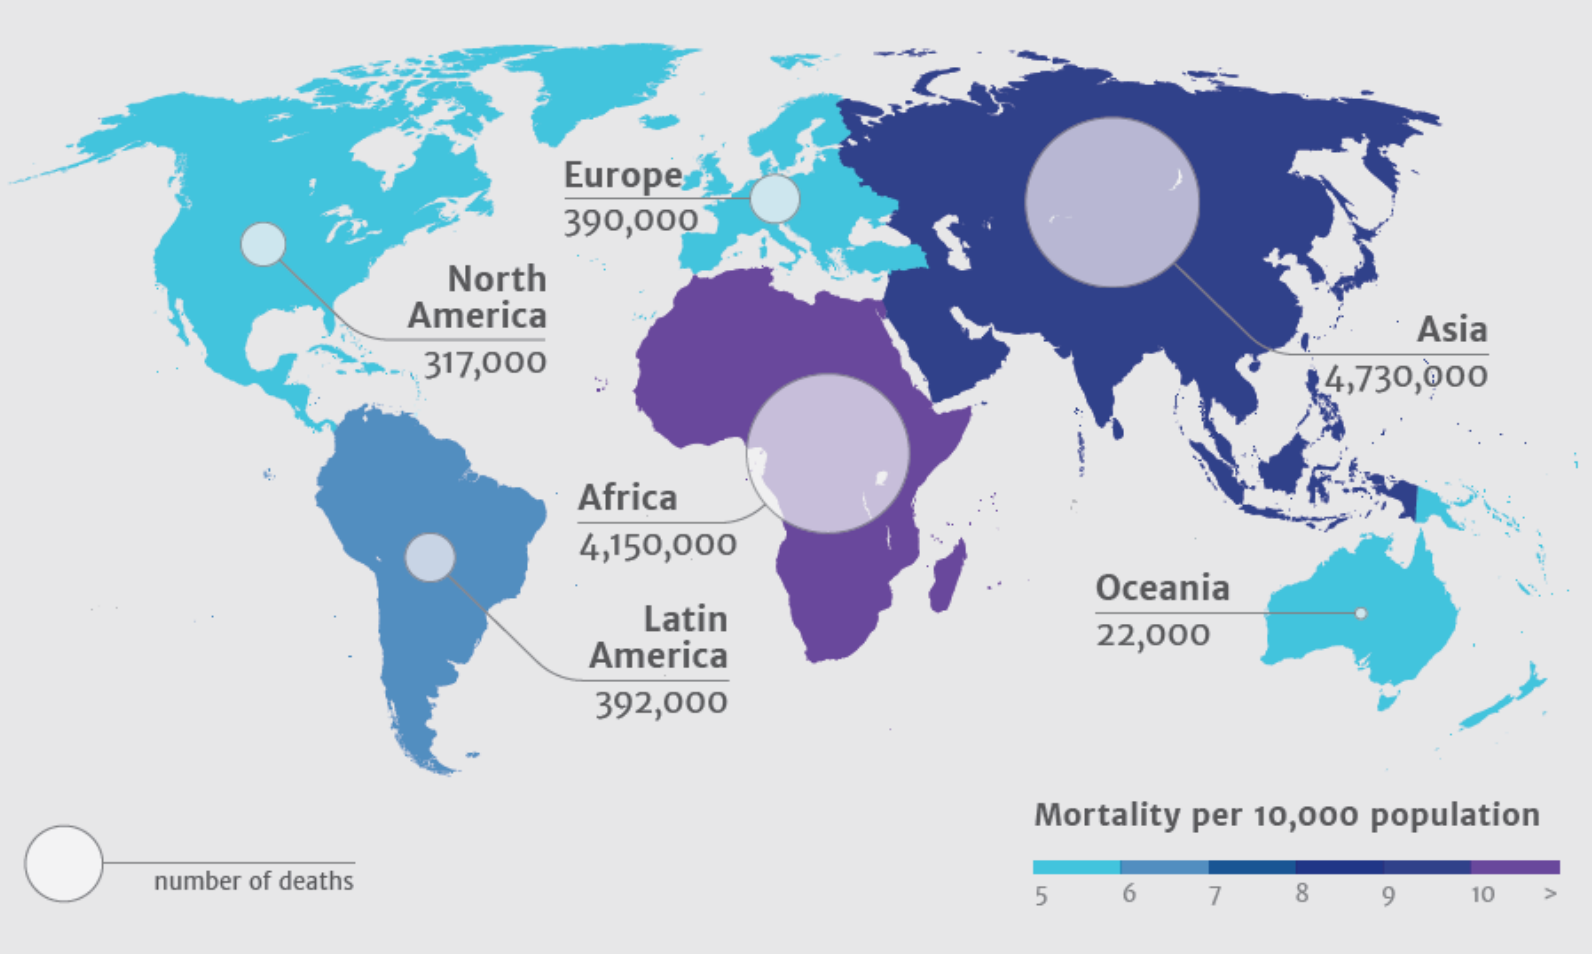 Europe
390,000
North
America
317,000
Asia
4,730,000
Africa
4,150,000
Oceania
22,000
Latin
America
392,000
Mortality per 10,000 population
5 6 7 8 9 10 >
number of deaths